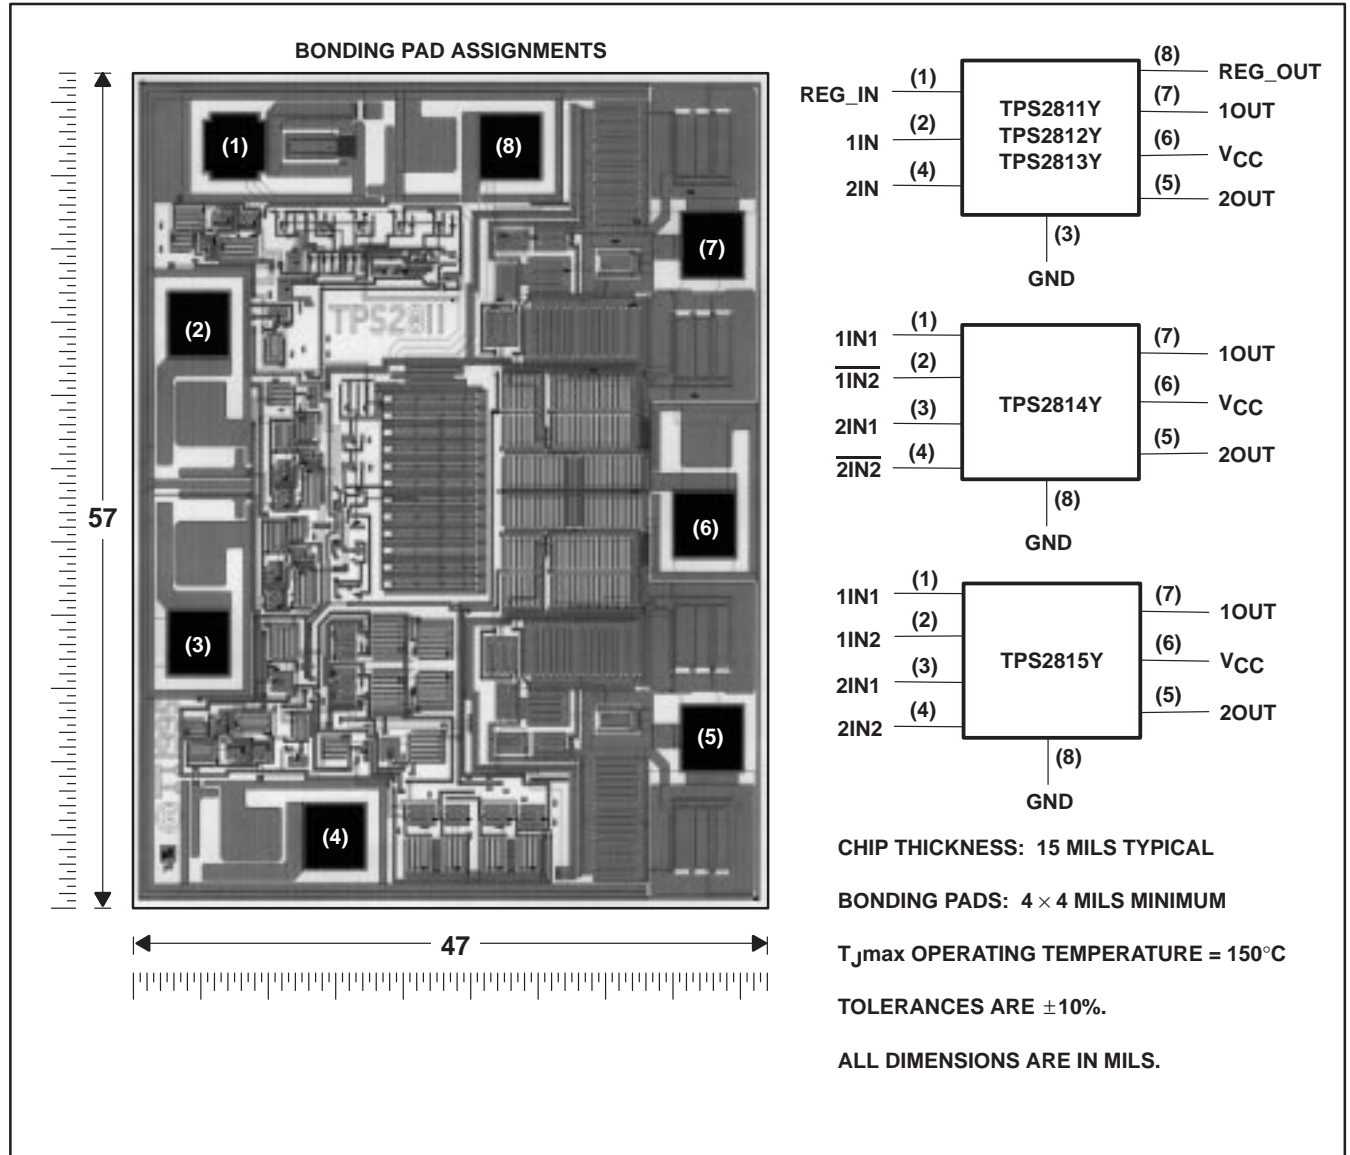 BONDING PAD ASSIGNMENTS
(1)
(8)
(7)
(2)
TPS2811
(6)
(3)
(5)
(4)
57
47
REG_IN (1)
1IN (2)
2IN (4)
TPS2811Y
TPS2812Y
TPS2813Y
(8) REG_OUT
(7) 1OUT
(6) VCC
(5) 2OUT
(3)
GND
1IN1 (1)
1IN2 (2)
2IN1 (3)
2IN2 (4)
TPS2814Y
(7) 1OUT
(6) VCC
(5) 2OUT
(8)
GND
1IN1 (1)
1IN2 (2)
2IN1 (3)
2IN2 (4)
TPS2815Y
(7) 1OUT
(6) VCC
(5) 2OUT
(8)
GND
CHIP THICKNESS: 15 MILS TYPICAL
BONDING PADS: 4 × 4 MILS MINIMUM
TJmax OPERATING TEMPERATURE = 150°C
TOLERANCES ARE ±10%.
ALL DIMENSIONS ARE IN MILS.